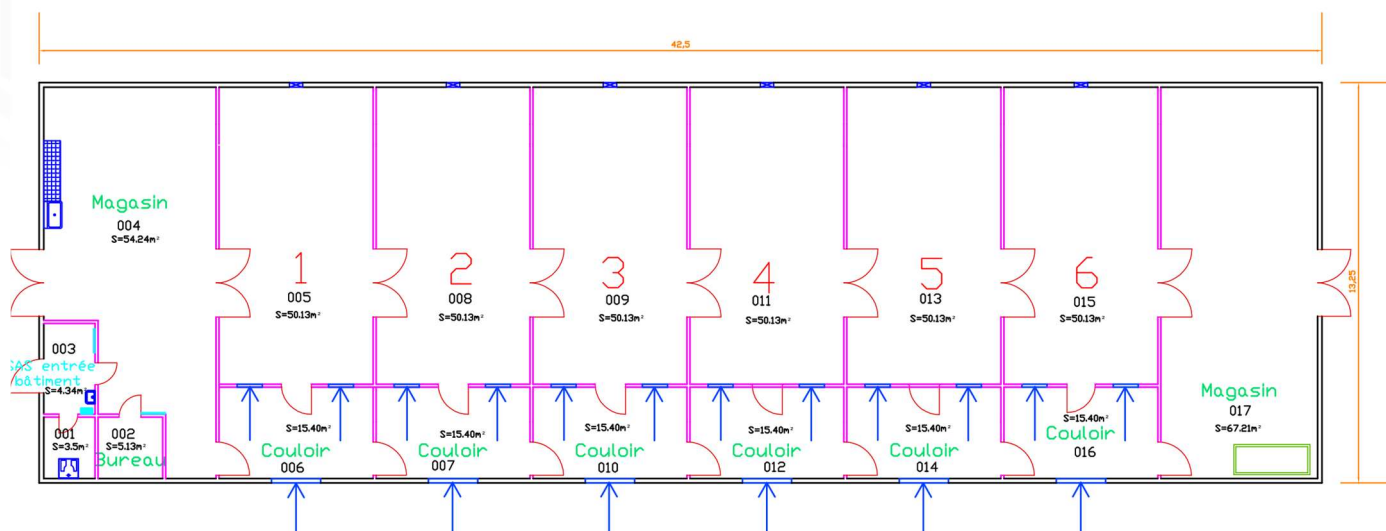 42,5
13,25
Magasin
004
S=54.24m²
1
005
S=50.13m²
2
008
S=50.13m²
3
009
S=50.13m²
4
011
S=50.13m²
5
013
S=50.13m²
6
015
S=50.13m²
003
SAS entrée
bâtiment
S=4.34m²
001
S=3.5m²
002
S=5.13m²
Bureau
S=15.40m²
Couloir
006
S=15.40m²
Couloir
007
S=15.40m²
Couloir
010
S=15.40m²
Couloir
012
S=15.40m²
Couloir
014
S=15.40m²
Couloir
016
Magasin
017
S=67.21m²